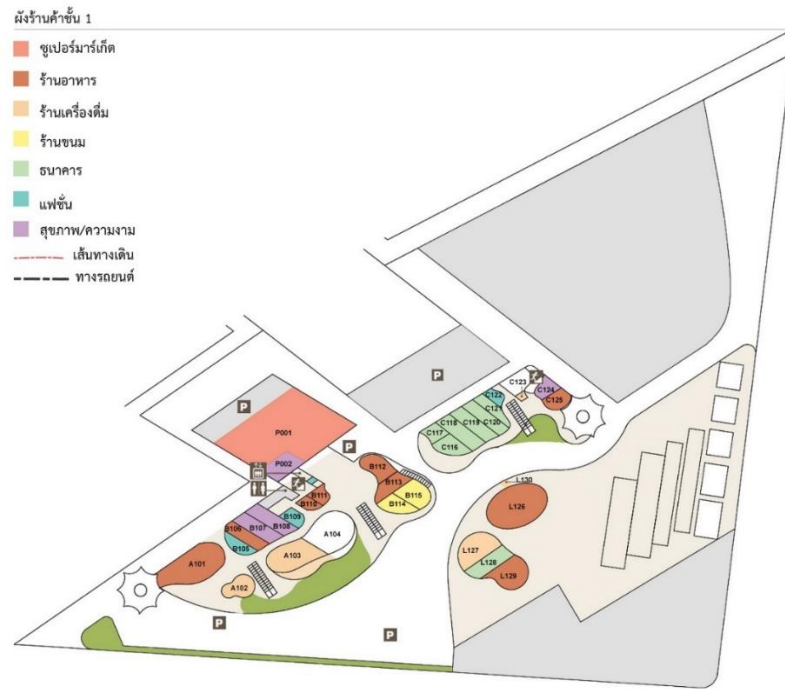 ผังร้านค้าชั้น 1
ซูเปอร์มาร์เก็ต
ร้านอาหาร
ร้านเครื่องดื่ม
ร้านขนม
ธนาคาร
แฟชั่น
สุขภาพ/ความงาม
เส้นทางเดิน
ทางรถยนต์
P
C123
C124
C122
C125
C121
P
C118
C119
C120
C117
C116
P001
P
P002
B112
B113
B111
B110
B115
B114
L130
L126
B109
B106
B107
B108
B105
A104
A103
L127
L128
L129
A101
A102
P
P